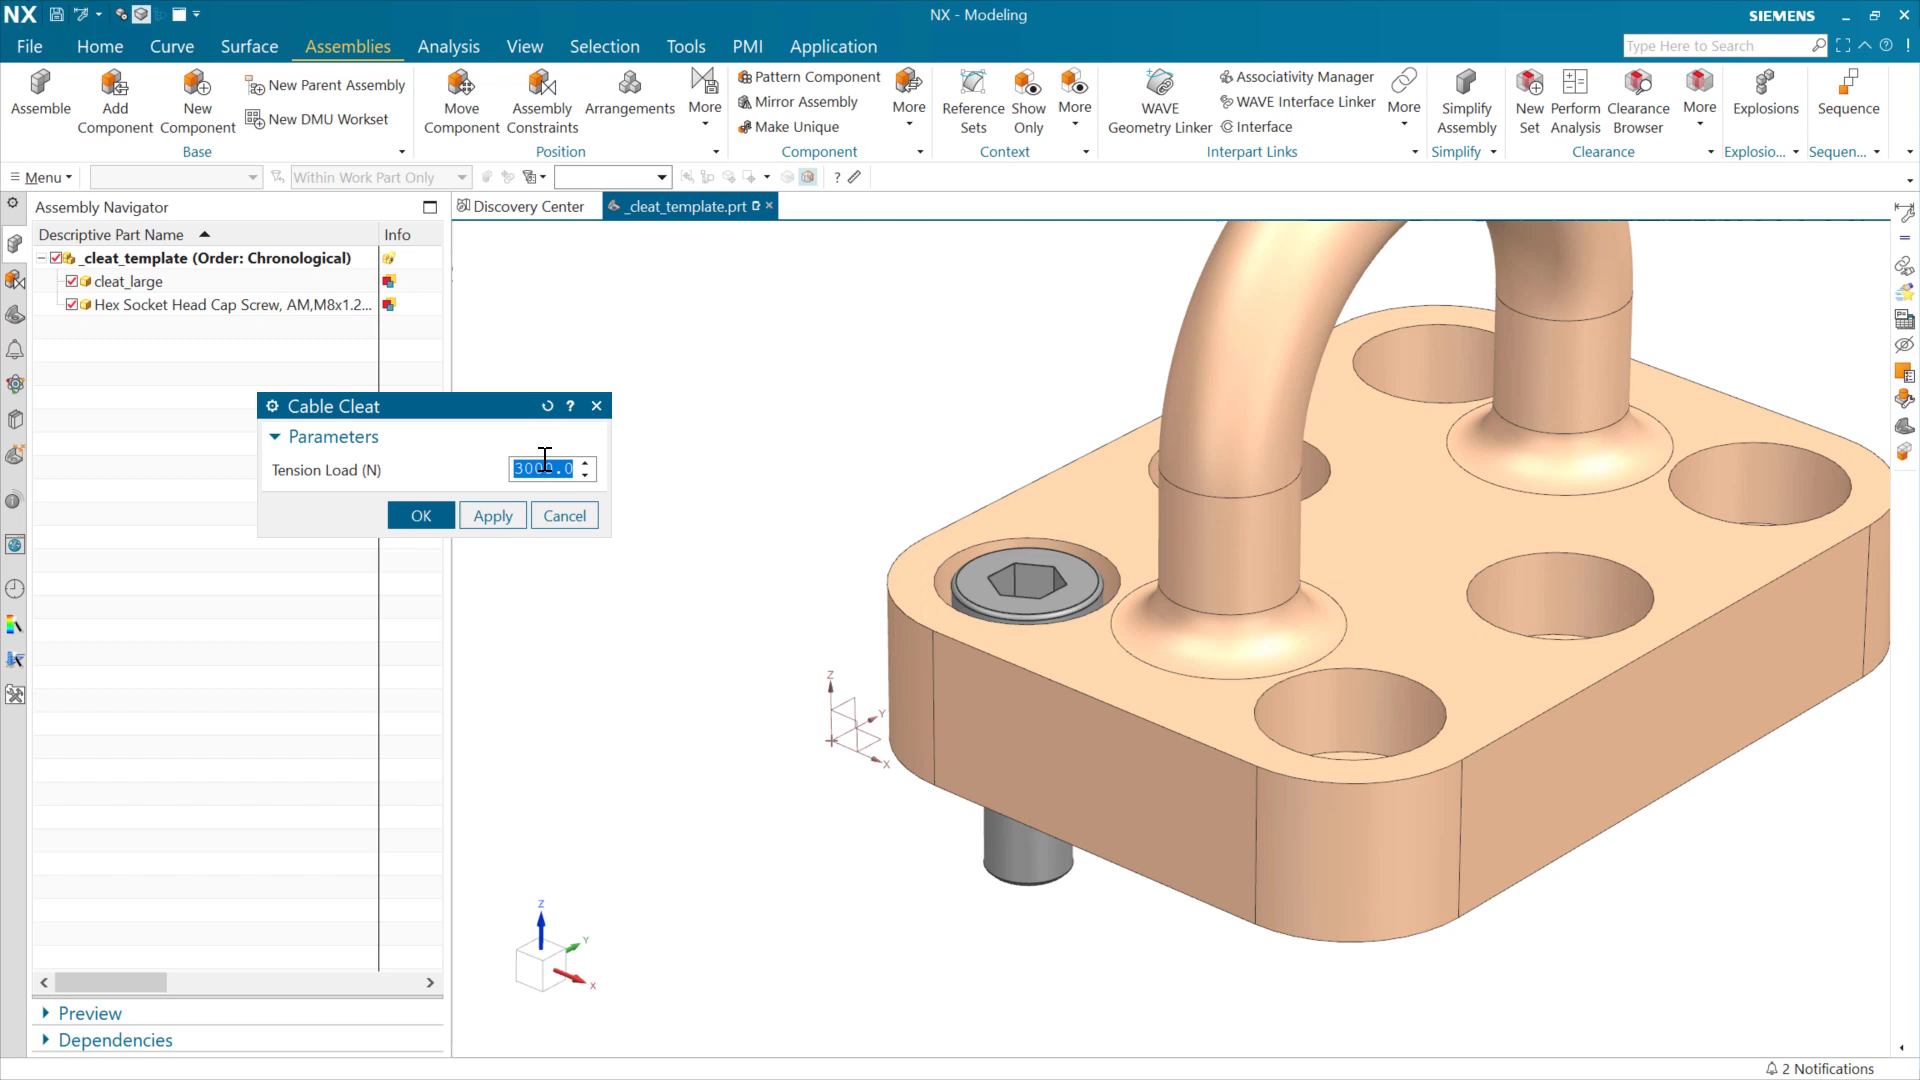 NX
NX - Modeling
SIEMENS
File
Home
Curve
Surface
Assemblies
Analysis
View
Selection
Tools
PMI
Application
Type Here to Search
Assemble
Add
Component
New
Component
New Parent Assembly
New DMU Workset
Base
Move
Component
Assembly
Constraints
Arrangements
More
Position
Pattern Component
Mirror Assembly
Make Unique
More
Component
Reference
Sets
Show
Only
More
Context
WAVE
Geometry Linker
Associativity Manager
WAVE Interface Linker
Interface
More
Interpart Links
Simplify
Assembly
Simplify
New
Set
Perform
Analysis
Clearance
Browser
More
Clearance
Explosions
Explosio...
Sequence
Sequen...
Menu
Within Work Part Only
Assembly Navigator
Discovery Center
_cleat_template.prt
Descriptive Part Name
Info
_cleat_template (Order: Chronological)
cleat_large
Hex Socket Head Cap Screw, AM,M8x1.2...
Cable Cleat
Parameters
Tension Load (N)
3000.0
OK
Apply
Cancel
Z
Y
X
Z
Y
X
Preview
Dependencies
2 Notifications